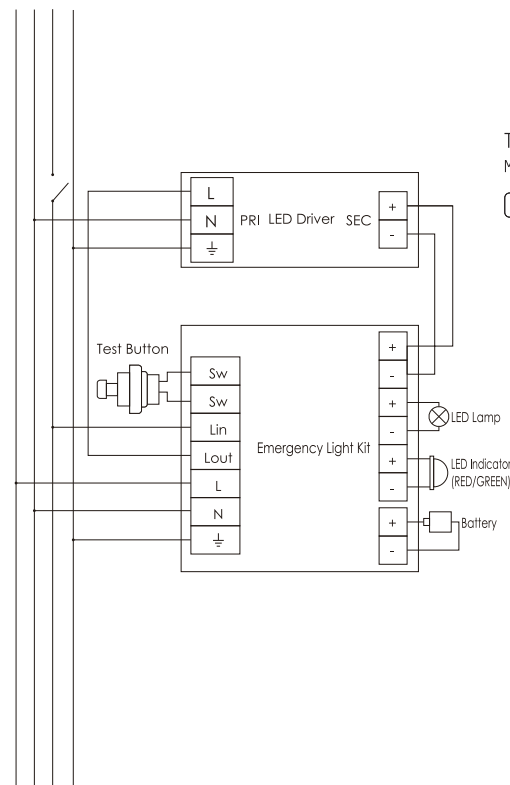 L
N
PRI LED Driver SEC
+
-
Test Button
Sw
Sw
Lin
Lout
L
N
Emergency Light Kit
+
-
+
-
+
-
+
-
LED Lamp
LED Indicator
(RED/GREEN)
Battery